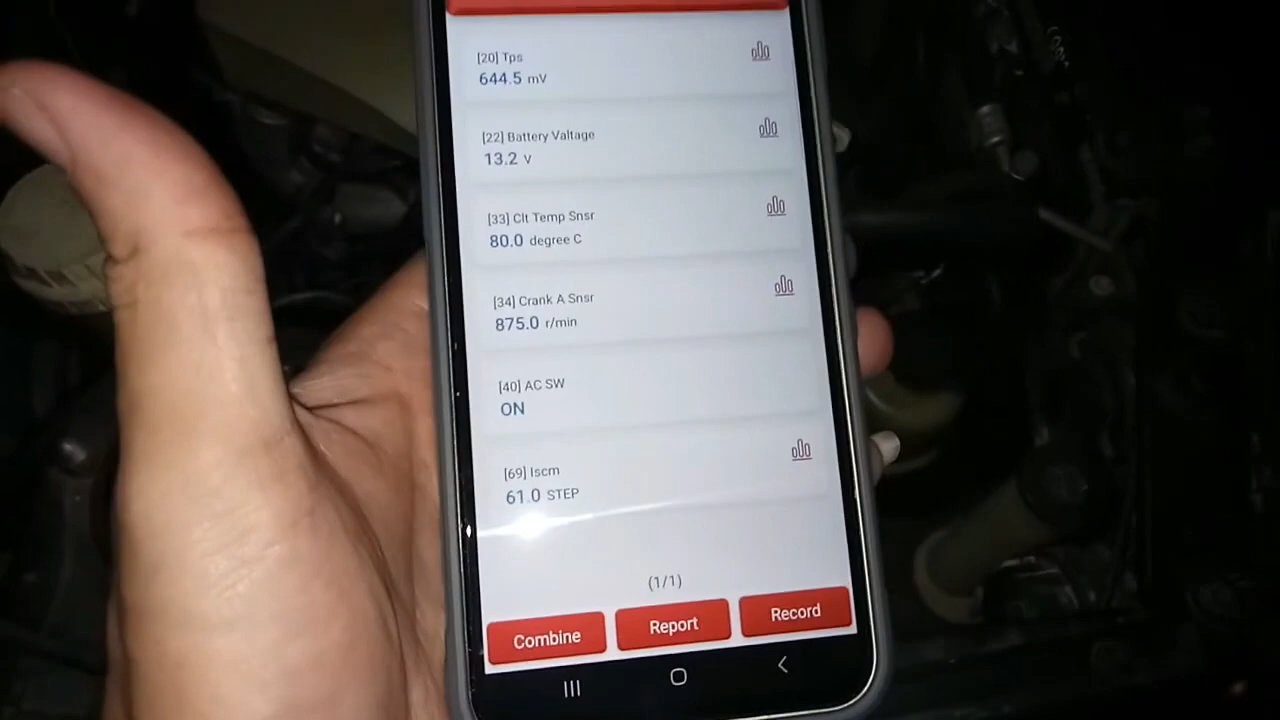 [20] Tps
644.5 mV
[22] Battery Valtage
13.2 V
[33] Clt Temp Snsr
80.0 degree C
[34] Crank A Snsr
875.0 r/min
[40] AC SW
ON
[69] Iscm
61.0 STEP
(1/1)
Combine Report Record